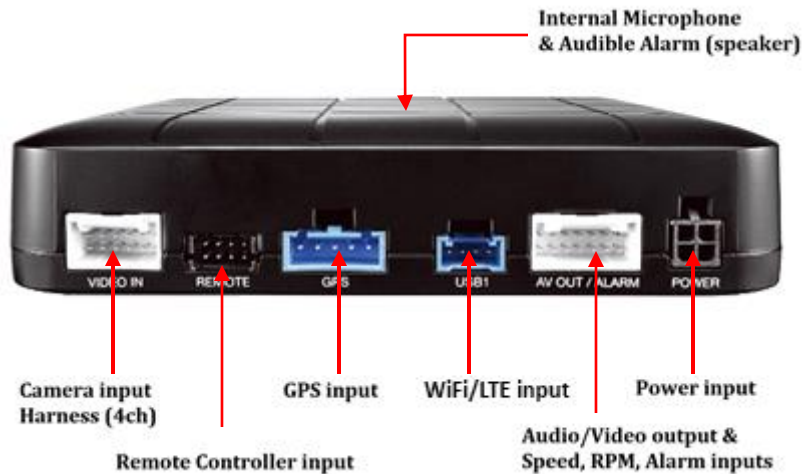 Internal Microphone
& Audible Alarm (speaker)
VIDEO IN
REMOTE
GPS
USB1
AV OUT / ALARM
POWER
Camera input
Harness (4ch)
GPS input
WiFi/LTE input
Power input
Remote Controller input
Audio/Video output &
Speed, RPM, Alarm inputs